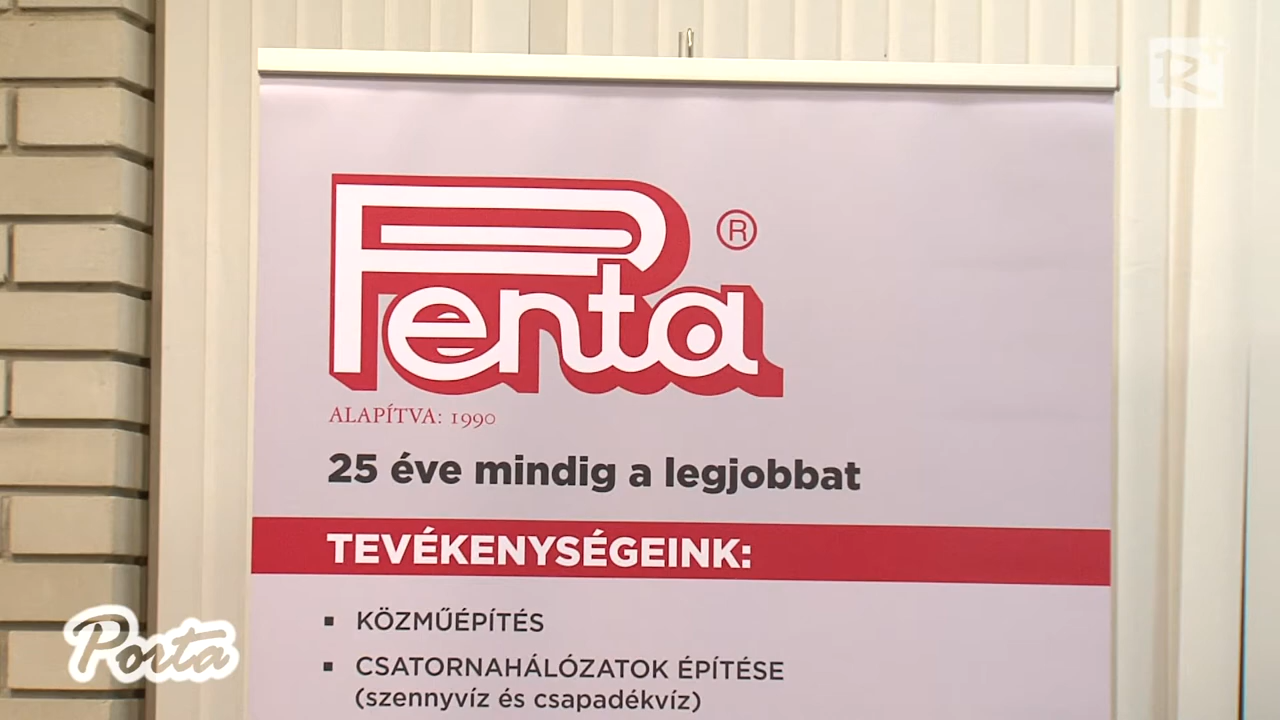 R+
Penta ®
ALAPÍTVA: 1990
25 éve mindig a legjobbat
TEVÉKENYSÉGEINK:
▪ KÖZMŰÉPÍTÉS
▪ CSATORNAHÁLÓZATOK ÉPÍTÉSE
(szennyvíz és csapadékvíz)
Porta